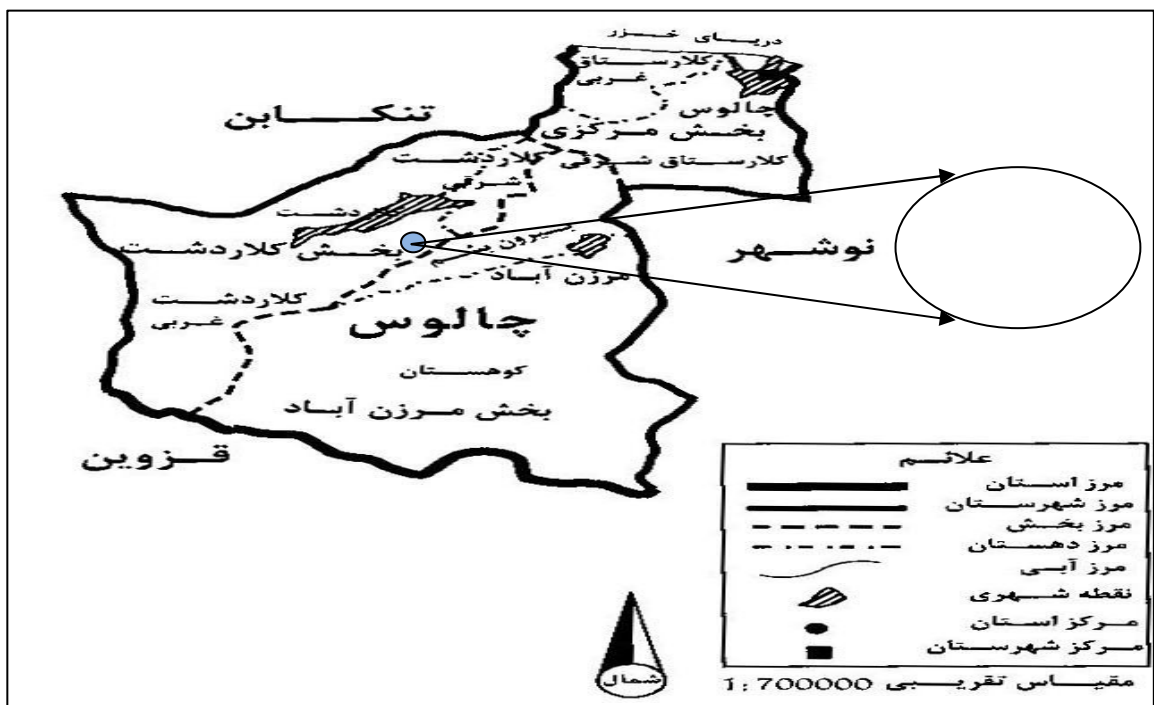 دریای خزر
کلارستاق
غربی
چالوس
تنکابن
بخش مرکزی
کلاردشت
کلارستاق شرقی
شرقی
کلاردشت
بیرون بشم
نوشهر
بخش کلاردشت
مرزن آباد
کلاردشت
غربی
چالوس
کوهستان
بخش مرزن آباد
قزوین
علائم
مرز استان
مرز شهرستان
مرز بخش
مرز دهستان
مرز آبی
نقطه شهری
مرکز استان
مرکز شهرستان
شمال
مقیاس تقریبی 1:700000